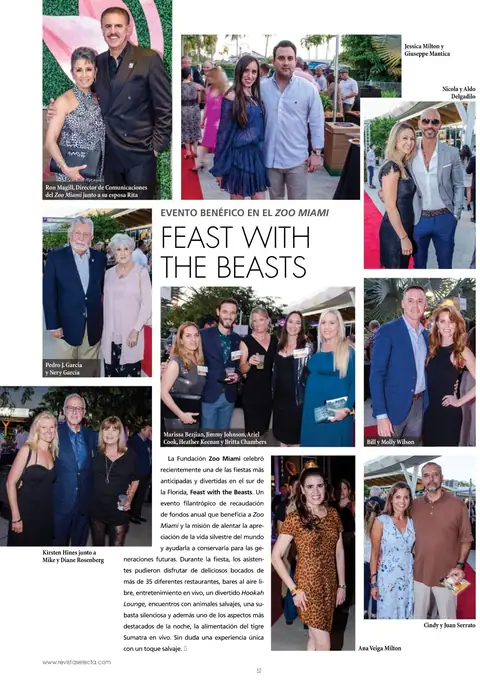 Jessica Milton y
Giuseppe Mantica
Nicola y Aldo
Delgadilo
Ron Magill, Director de Comunicaciones
del Zoo Miami junto a su esposa Rita
EVENTO BENÉFICO EN EL ZOO MIAMI
FEAST WITH
THE BEASTS
Pedro J. García
y Nery García
Marissa Bezjian, Jimmy Johnson, Ariel
Cook, Heather Keenan y Britta Chambers
Bill y Molly Wilson
La Fundación Zoo Miami celebró
recientemente una de las fiestas más
anticipadas y divertidas en el sur de
la Florida, Feast with the Beasts. Un
evento filantrópico de recaudación
de fondos anual que beneficia a Zoo
Miami y la misión de alentar la apre-
ciación de la vida silvestre del mundo
y ayudarla a conservarla para las ge-
neraciones futuras. Durante la fiesta, los asisten-
tes pudieron disfrutar de deliciosos bocados de
más de 35 diferentes restaurantes, bares al aire li-
bre, entretenimiento en vivo, un divertido Hookah
Lounge, encuentros con animales salvajes, una su-
basta silenciosa y además uno de los aspectos más
destacados de la noche, la alimentación del tigre
Sumatra en vivo. Sin duda una experiencia única
con un toque salvaje.
Kirsten Hines junto a
Mike y Diane Rosenberg
Cindy y Juan Serrato
Ana Veiga Milton
www.revistaselecta.com